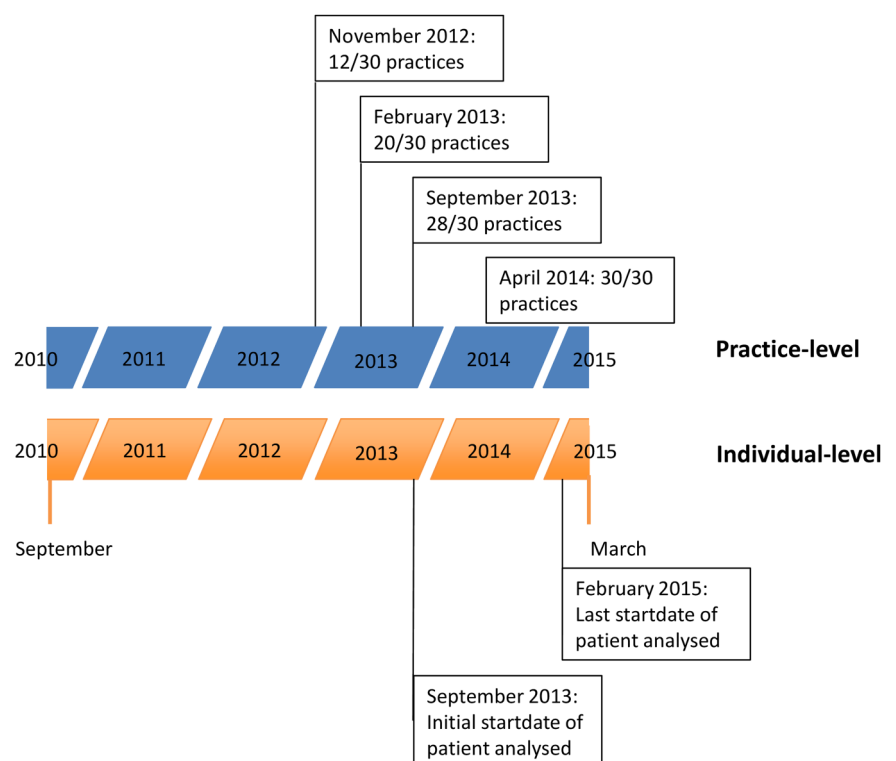 November 2012:
12/30 practices
February 2013:
20/30 practices
September 2013:
28/30 practices
April 2014: 30/30
practices
2010 2011 2012 2013 2014 2015
Practice-level
2010 2011 2012 2013 2014 2015
Individual-level
September
March
February 2015:
Last startdate of
patient analysed
September 2013:
Initial startdate of
patient analysed